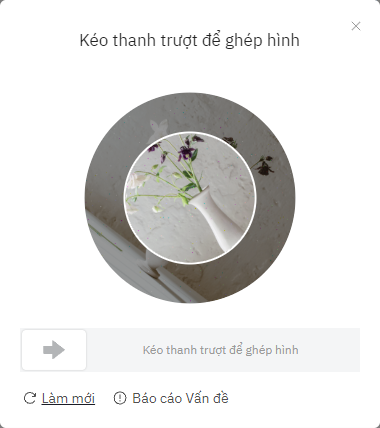 Kéo thanh trượt để ghép hình
Kéo thanh trượt để ghép hình
Làm mới
Báo cáo Vấn đề